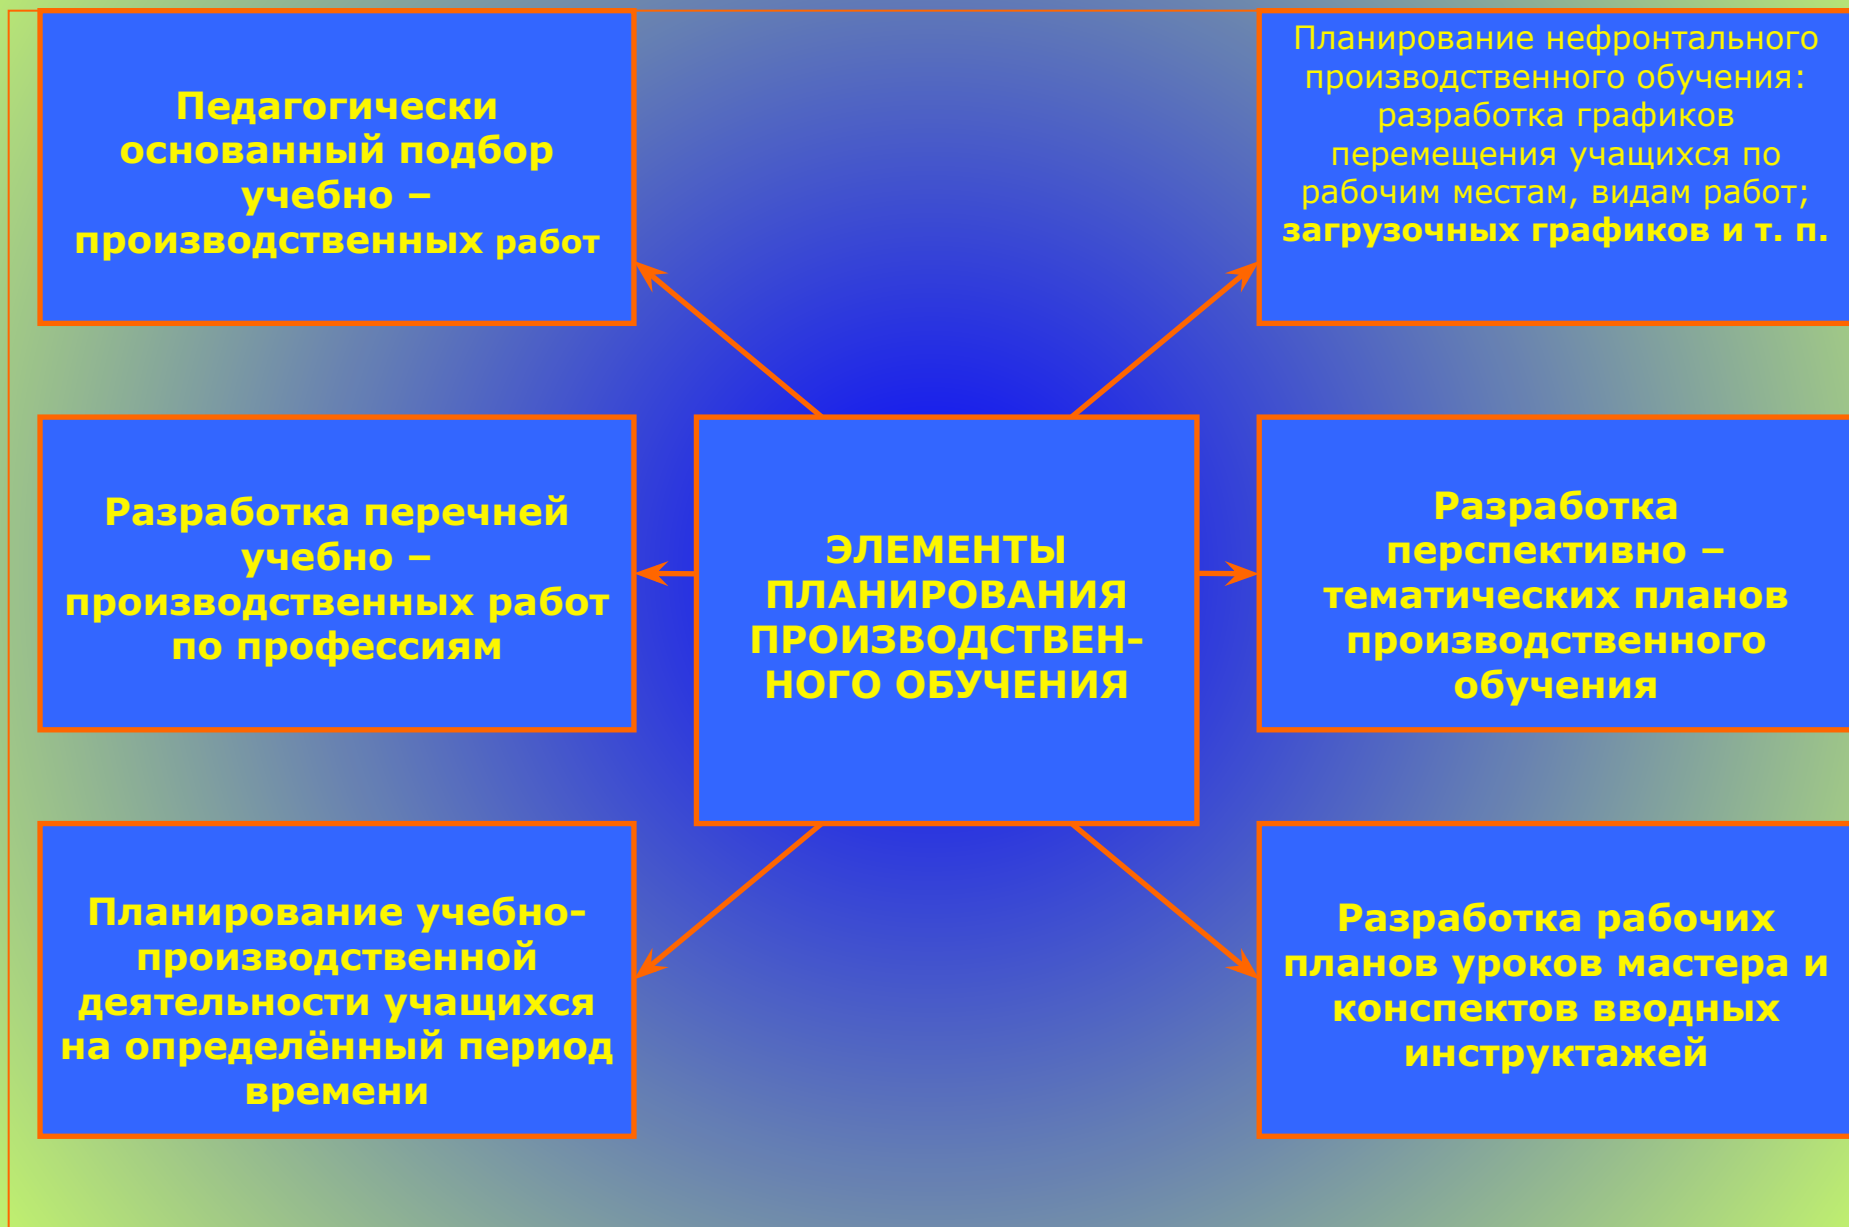 Педагогически
основанный подбор
учебно –
производственных работ
Планирование нефронтального
производственного обучения:
разработка графиков
перемещения учащихся по
рабочим местам, видам работ;
загрузочных графиков и т. п.
Разработка перечней
учебно –
производственных работ
по профессиям
ЭЛЕМЕНТЫ
ПЛАНИРОВАНИЯ
ПРОИЗВОДСТВЕН-
НОГО ОБУЧЕНИЯ
Разработка
перспективно –
тематических планов
производственного
обучения
Планирование учебно-
производственной
деятельности учащихся
на определённый период
времени
Разработка рабочих
планов уроков мастера и
конспектов вводных
инструктажей